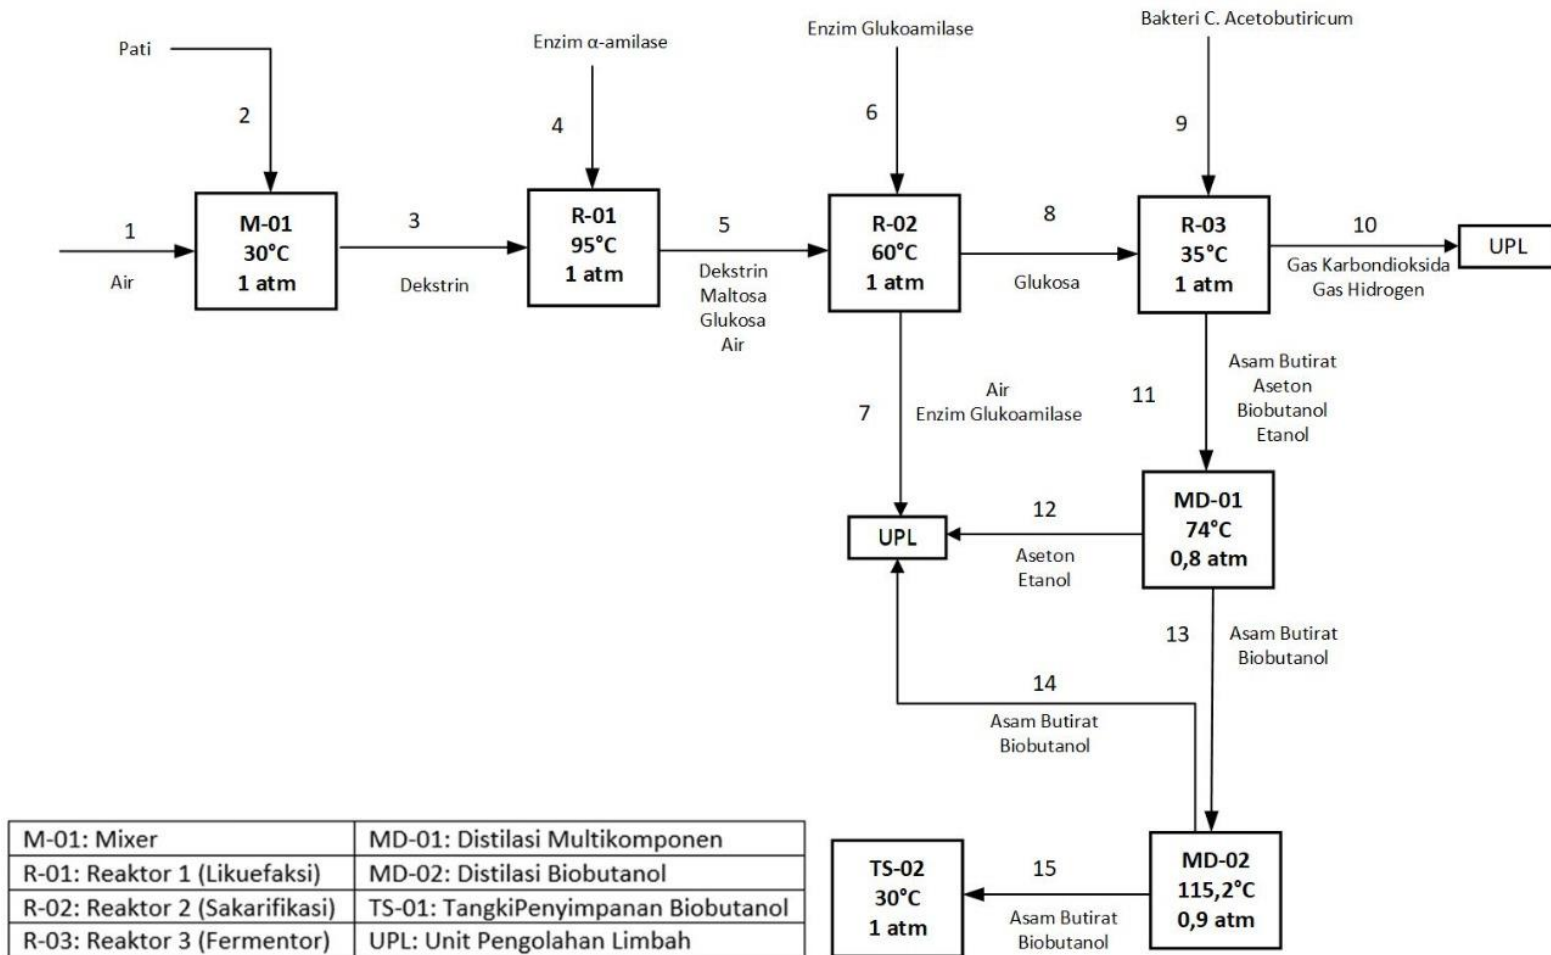 Pati
Enzim α-amilase
Enzim Glukoamilase
Bakteri C. Acetobutiricum
2
4
6
9
M-01
30°C
1 atm
R-01
95°C
1 atm
R-02
60°C
1 atm
R-03
35°C
1 atm
1
Air
3
Dekstrin
5
Dekstrin
Maltosa
Glukosa
Air
8
Glukosa
10
Gas Karbondioksida
Gas Hidrogen
UPL
7
Air
Enzim Glukoamilase
11
Asam Butirat
Aseton
Biobutanol
Etanol
UPL
12
Aseton
Etanol
MD-01
74°C
0,8 atm
13
Asam Butirat
Biobutanol
14
Asam Butirat
Biobutanol
MD-02
115,2°C
0,9 atm
15
Asam Butirat
Biobutanol
TS-02
30°C
1 atm
M-01: Mixer
MD-01: Distilasi Multikomponen
R-01: Reaktor 1 (Likuefaksi)
MD-02: Distilasi Biobutanol
R-02: Reaktor 2 (Sakarifikasi)
TS-01: TangkiPenyimpanan Biobutanol
R-03: Reaktor 3 (Fermentor)
UPL: Unit Pengolahan Limbah